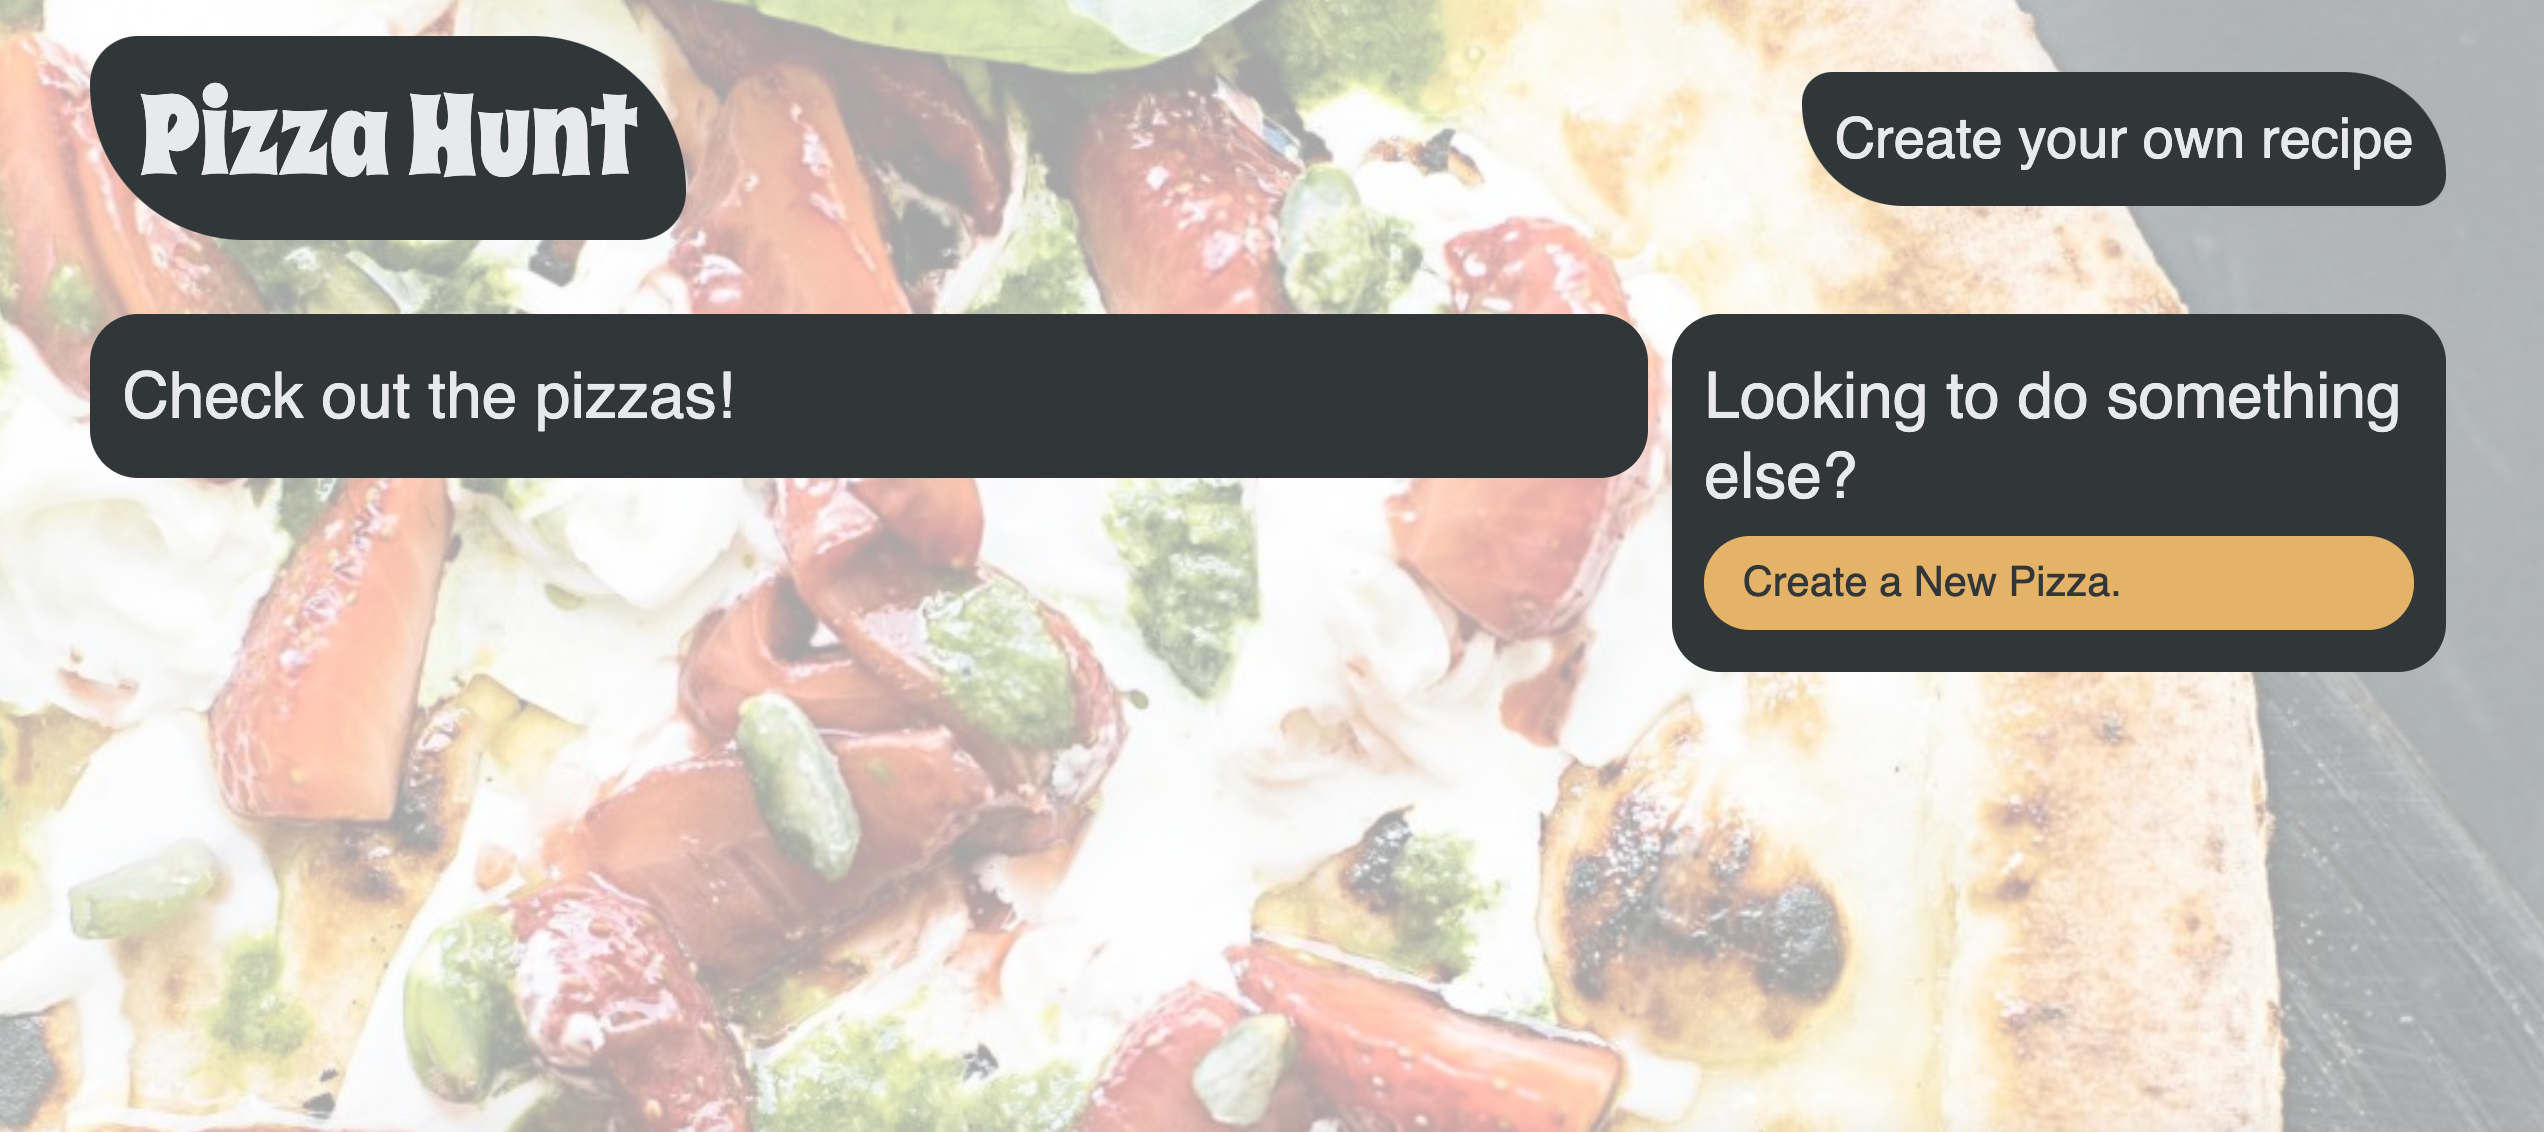 Pizza Hunt
Create your own recipe
Check out the pizzas!
Looking to do something
else?
Create a New Pizza.